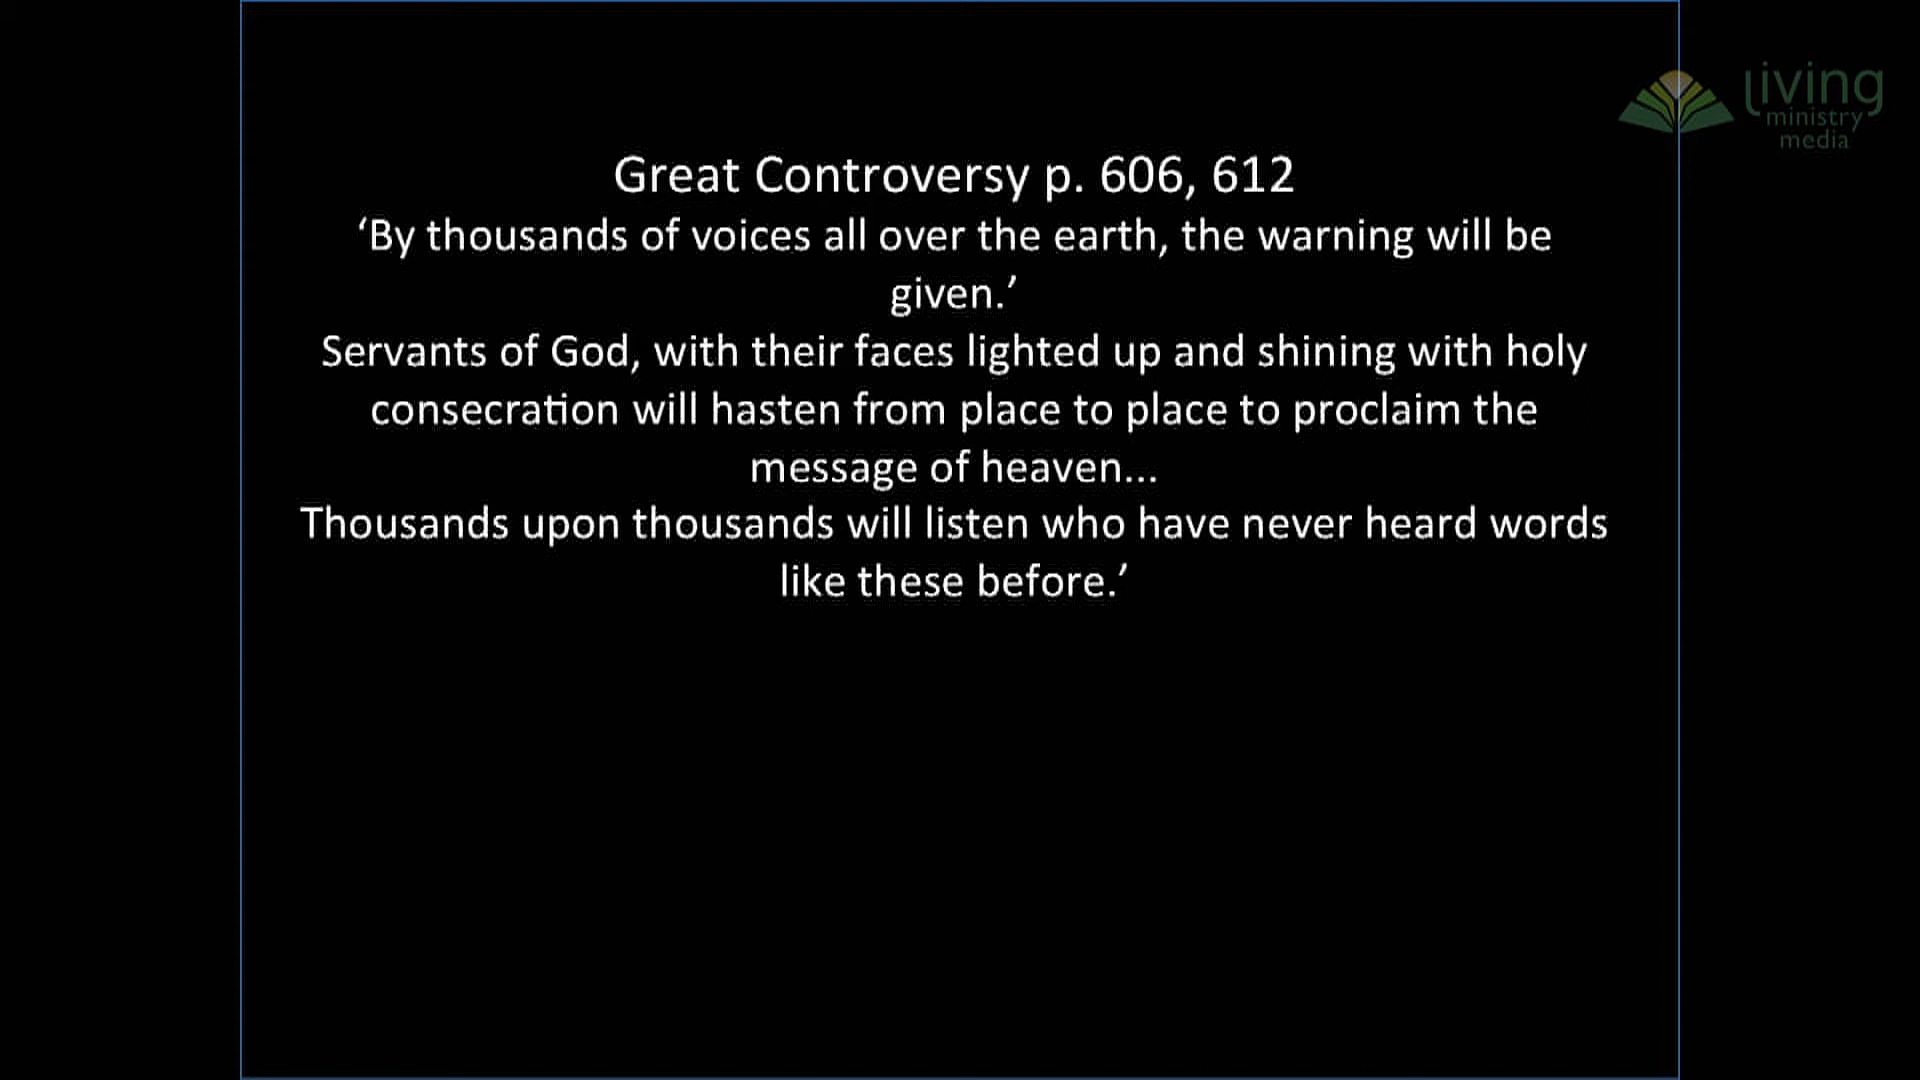 living
ministry
media
Great Controversy p. 606, 612
‘By thousands of voices all over the earth, the warning will be
given.’
Servants of God, with their faces lighted up and shining with holy
consecration will hasten from place to place to proclaim the
message of heaven...
Thousands upon thousands will listen who have never heard words
like these before.’